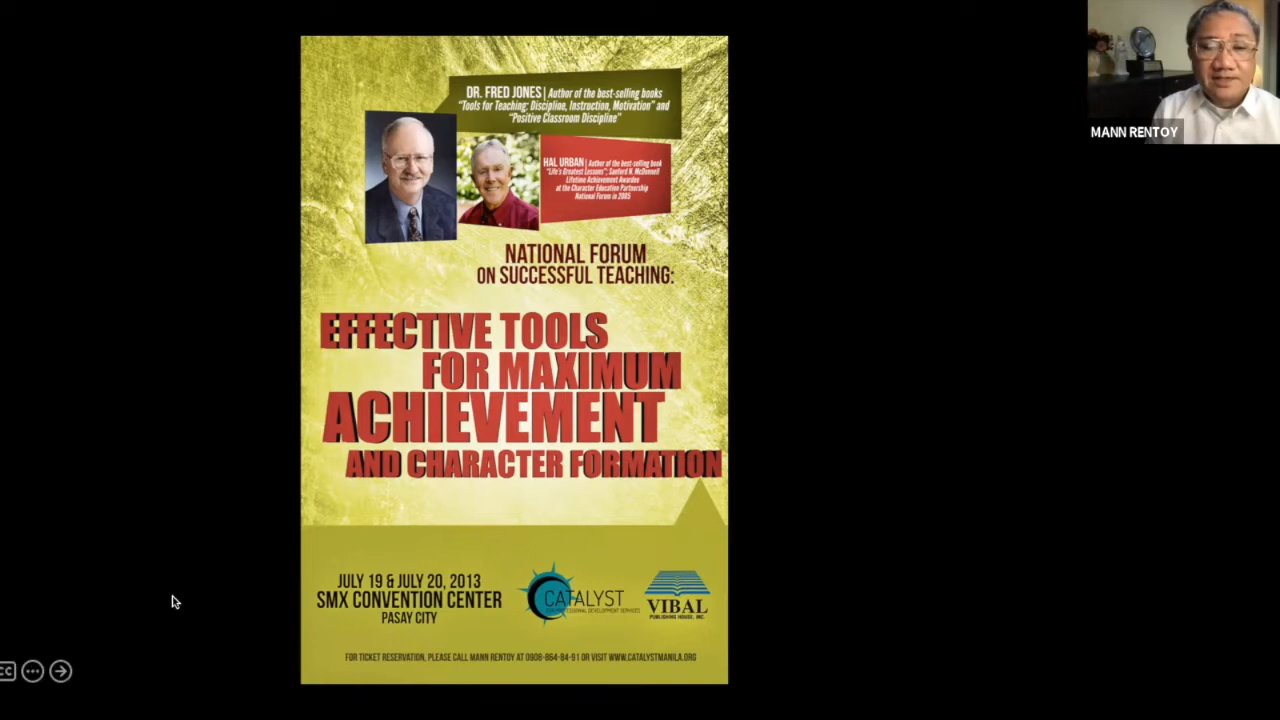 DR. FRED JONES | Author of the best-selling books
"Tools for Teaching: Discipline, Instruction, Motivation" and
"Positive Classroom Discipline"
HAL URBAN | Author of the best-selling book
"Life's Greatest Lessons"; Sanford N. McDonnell
Lifetime Achievement Awardee
at the Character Education Partnership
National Forum in 2005
MANN RENTOY
NATIONAL FORUM
ON SUCCESSFUL TEACHING:
EFFECTIVE TOOLS
FOR MAXIMUM
ACHIEVEMENT
AND CHARACTER FORMATION
JULY 19 & JULY 20, 2013
SMX CONVENTION CENTER
PASAY CITY
CATALYST
DEVELOPMENT SERVICES
VIBAL
PUBLISHING HOUSE, INC.
FOR TICKET RESERVATION, PLEASE CALL MANN RENTOY AT 0906-864-84-91 OR VISIT WWW.CATALYSTMANILA.ORG
CC